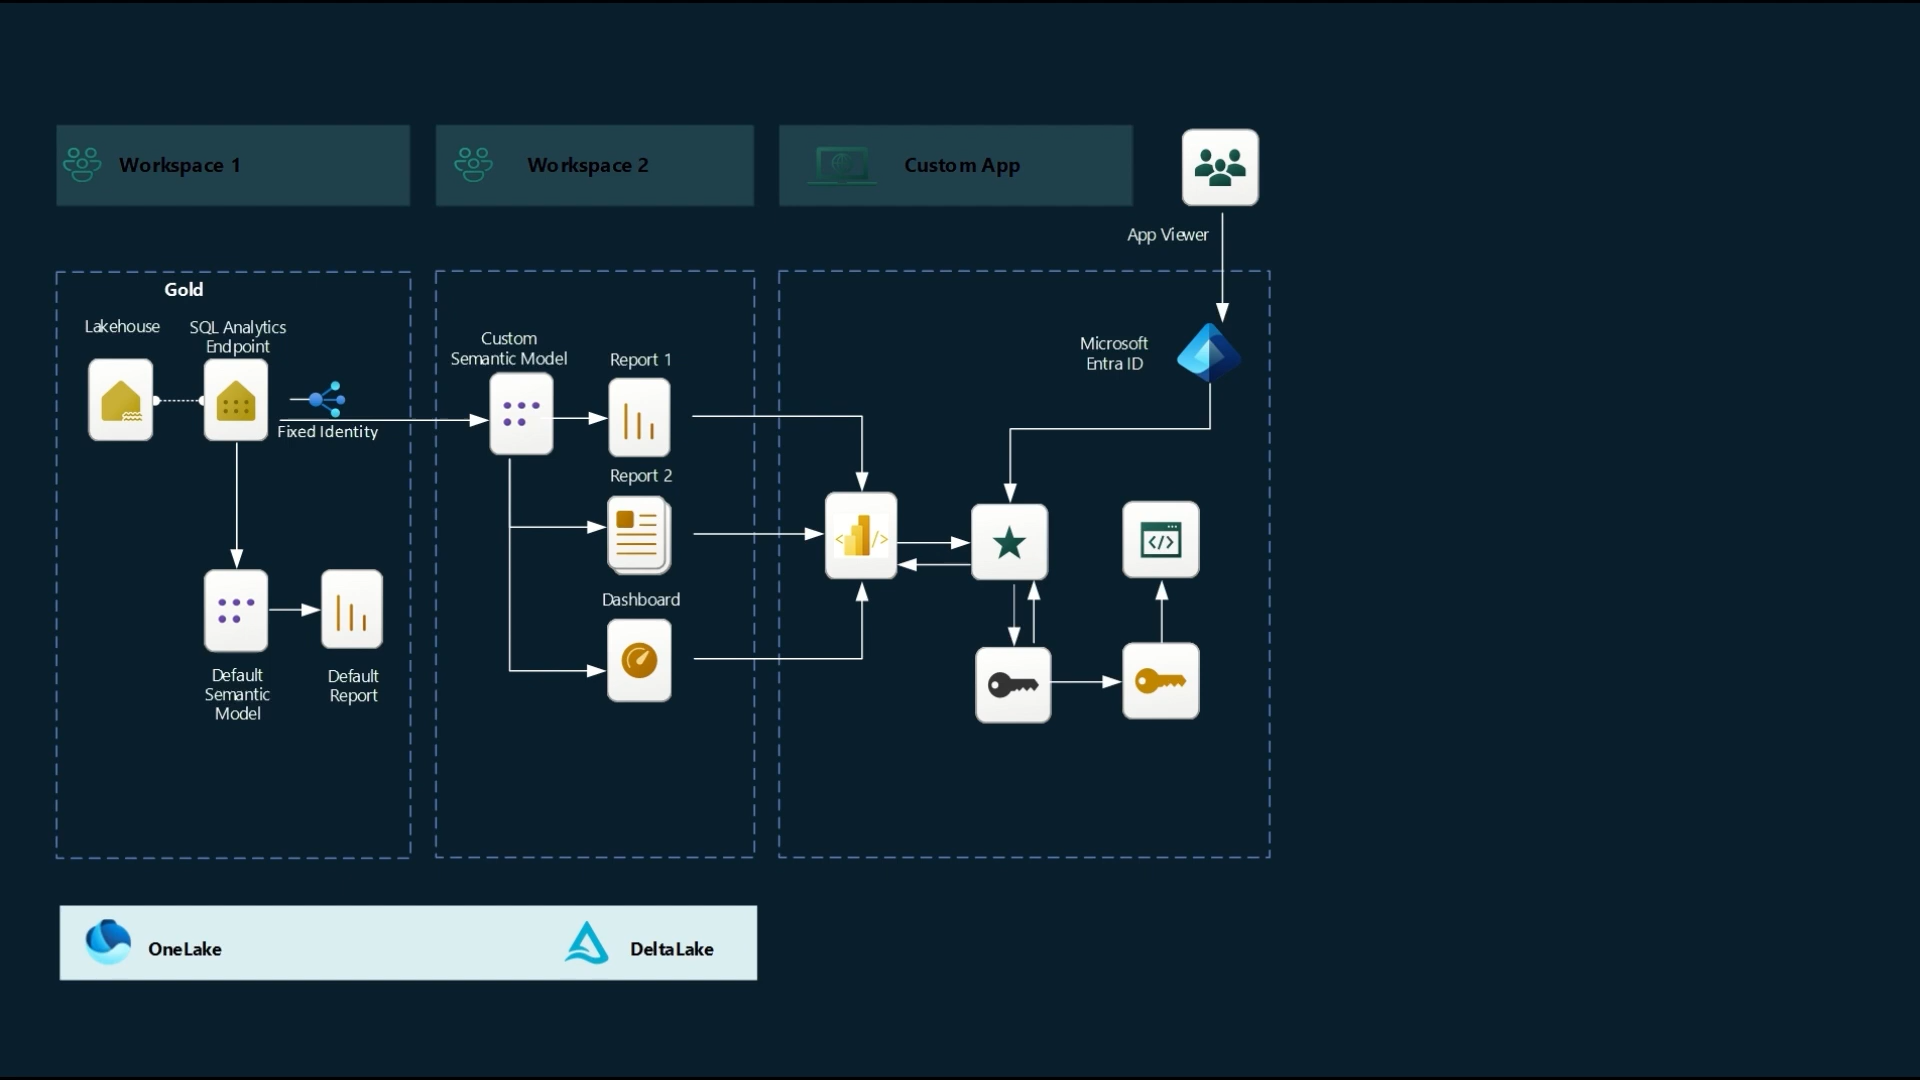 Workspace 1
Workspace 2
Custom App
App Viewer
Gold
Lakehouse
SQL Analytics
Endpoint
Fixed Identity
Default
Semantic
Model
Default
Report
Custom
Semantic Model
Report 1
Report 2
Dashboard
Microsoft
Entra ID
< />
</>
OneLake
DeltaLake